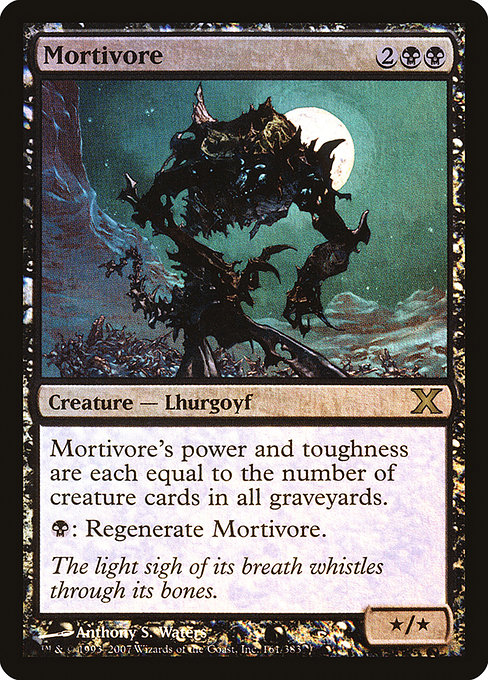 Mortivore 2
Creature — Lhurgoyf X
Mortivore's power and toughness
are each equal to the number of
creature cards in all graveyards.
: Regenerate Mortivore.
The light sigh of its breath whistles
through its bones.
★/★
Anthony S. Waters
™ & © 1993–2007 Wizards of the Coast, Inc. 161/383